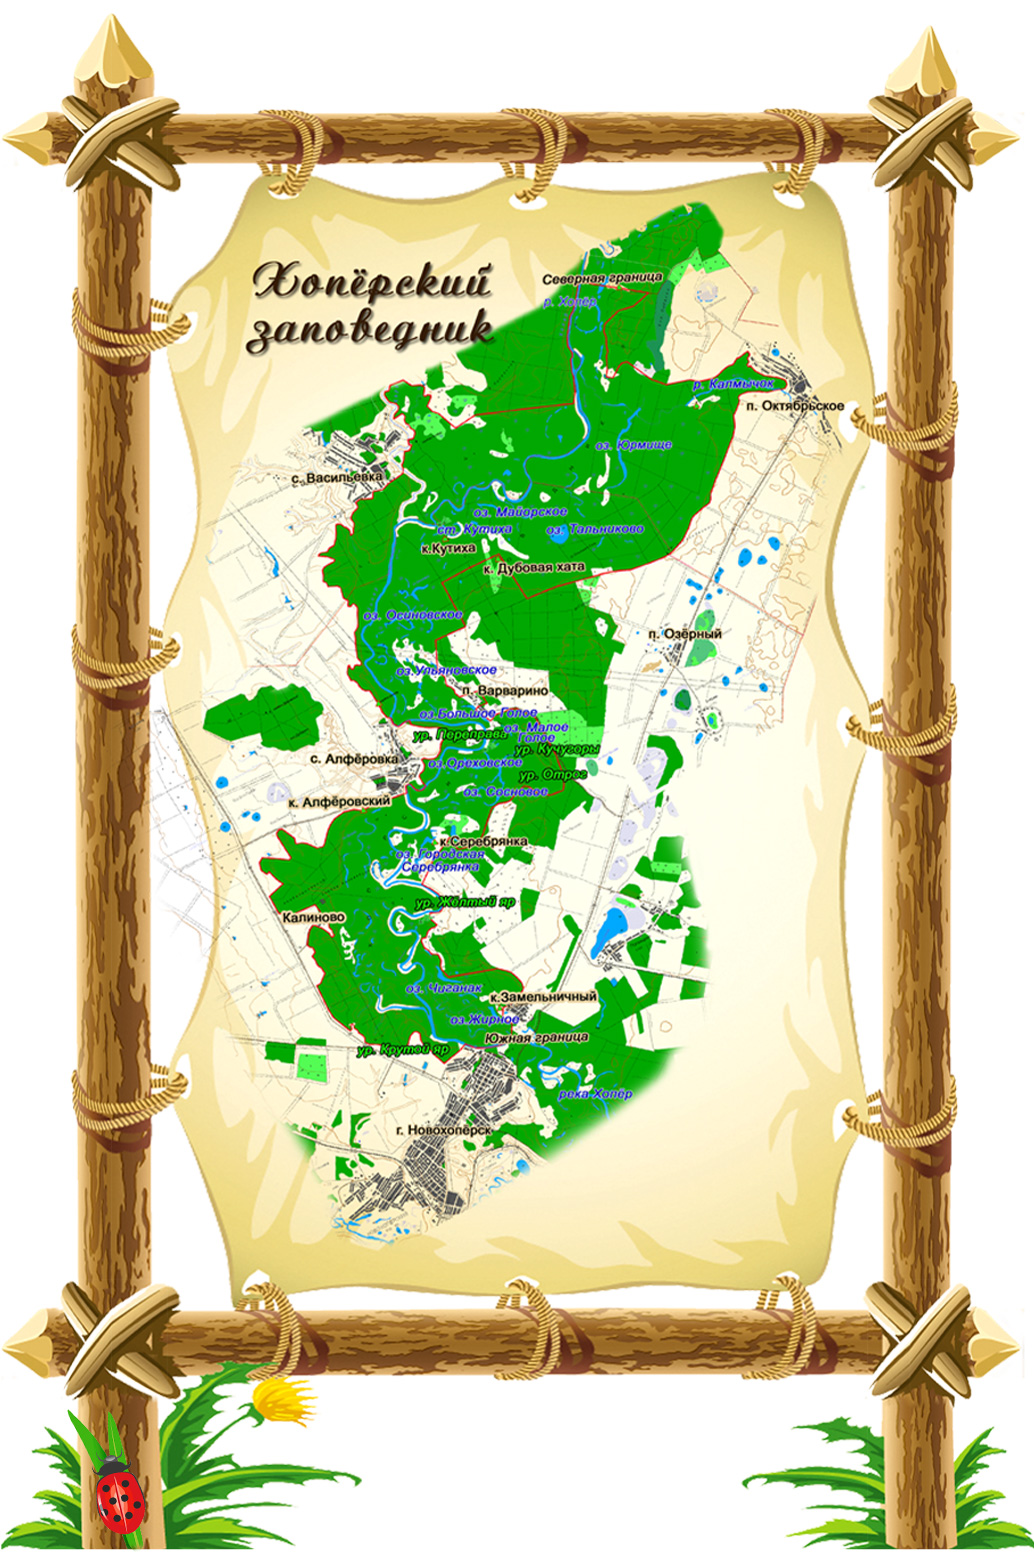 Хопёрский
заповедник
Северная граница
р. Хопёр
р. Калмычок
п. Октябрьское
оз. Юрмище
с. Васильевка
оз. Майорское
ст. Кутиха
оз. Тальниково
к.Кутиха
к. Дубовая хата
оз. Осиновское
п. Озёрный
оз.Ульяновское
п. Варварино
оз.Большое Голое
оз. Малое
Голое
ур. Переправа
ур. Кучугоры
с. Алфёровка
оз.Ореховское
ур. Отрог
оз. Сосновое
к. Алфёровский
к.Серебрянка
оз. Городская
Серебрянка
ур. Жёлтый яр
Калиново
оз. Чиганак
к.Замельничный
оз.Жирное
Южная граница
ур. Крутой яр
река Хопёр
г. Новохопёрск